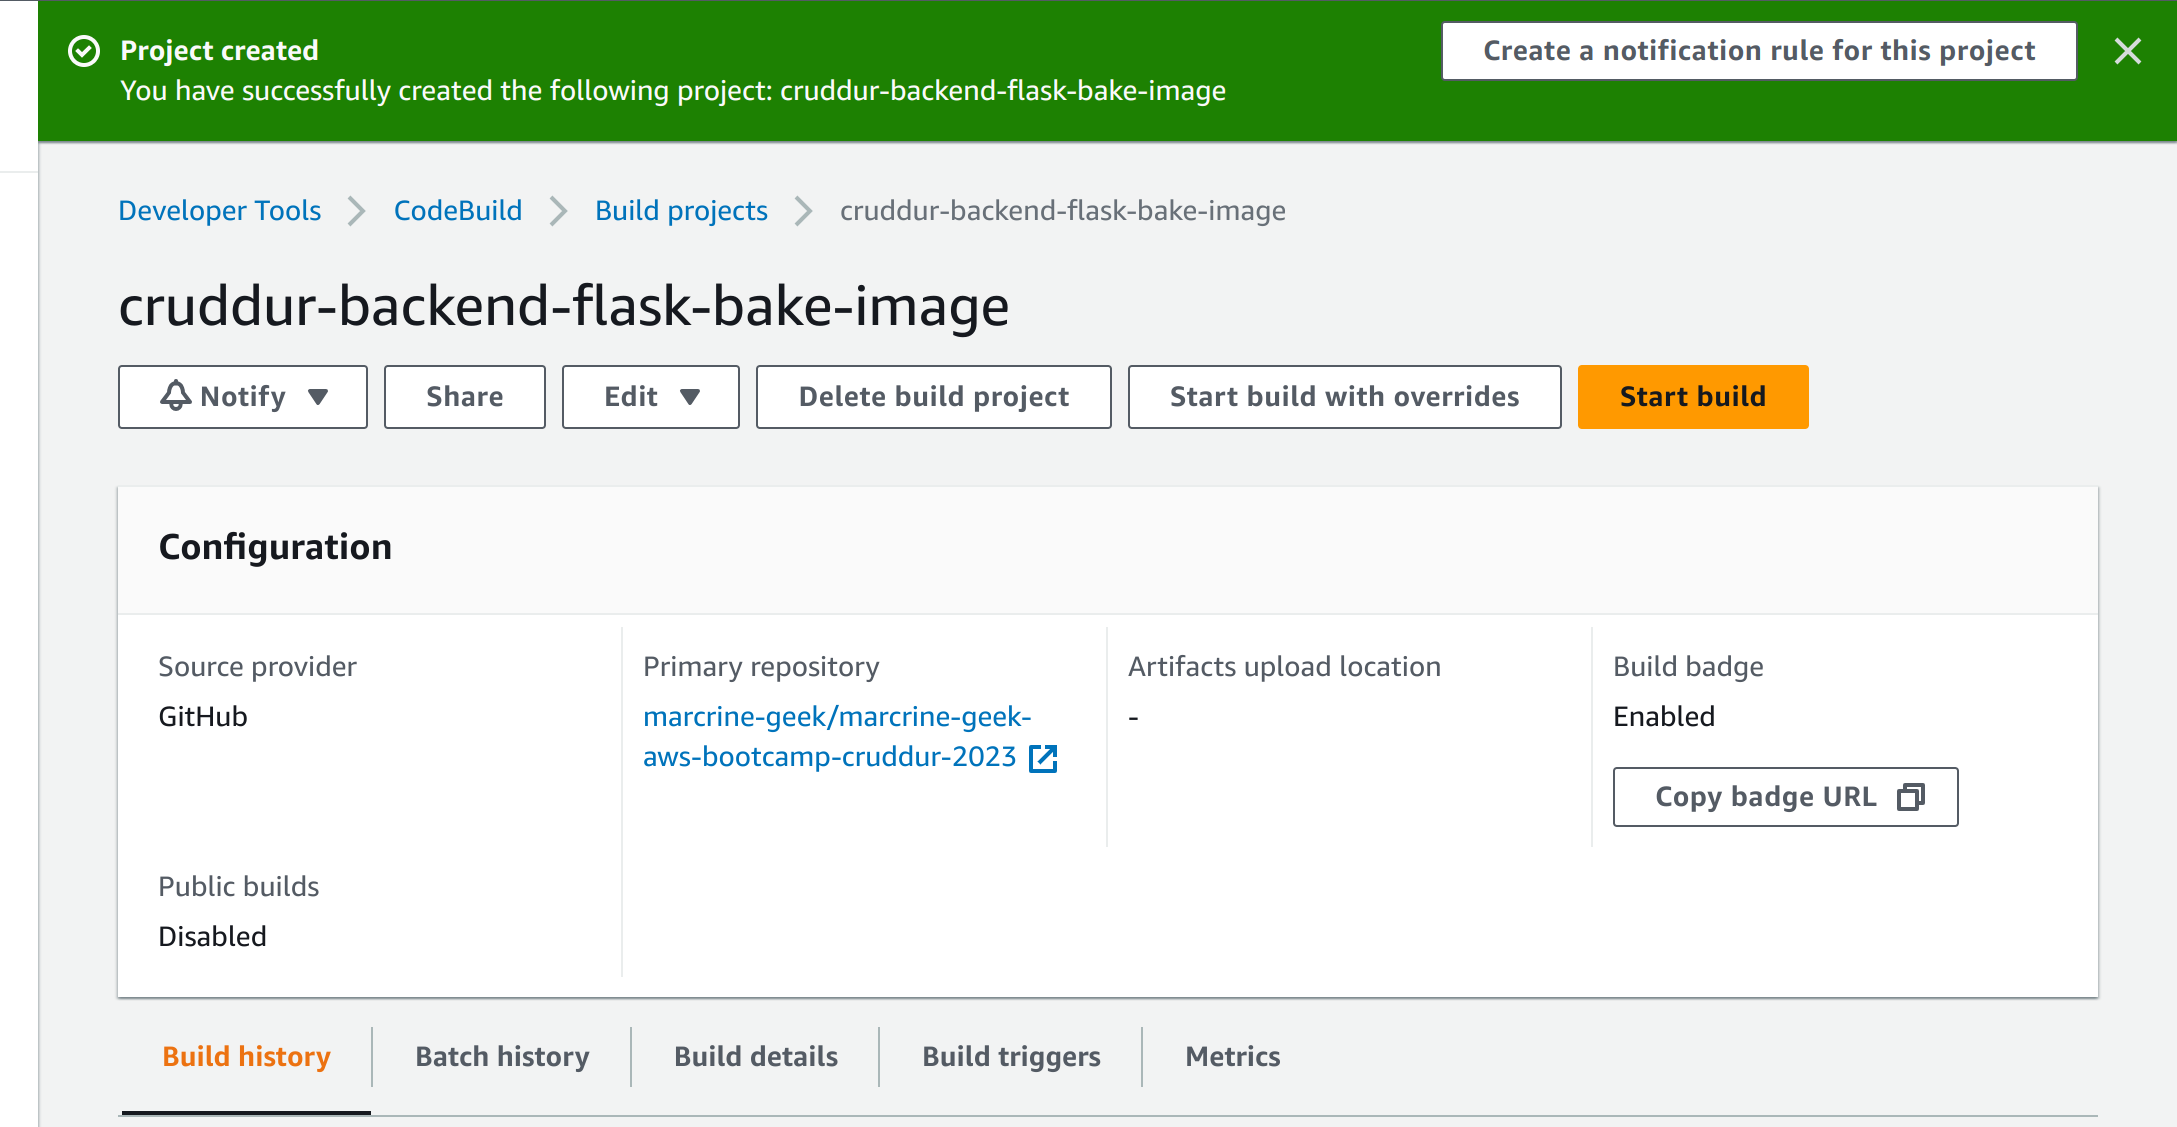 Project created
Create a notification rule for this project
You have successfully created the following project: cruddur-backend-flask-bake-image
Developer Tools
CodeBuild
Build projects
cruddur-backend-flask-bake-image
cruddur-backend-flask-bake-image
Notify
Share
Edit
Delete build project
Start build with overrides
Start build
Configuration
Source provider
GitHub
Primary repository
marcrine-geek/marcrine-geek-
aws-bootcamp-cruddur-2023
Artifacts upload location
-
Build badge
Enabled
Copy badge URL
Public builds
Disabled
Build history
Batch history
Build details
Build triggers
Metrics